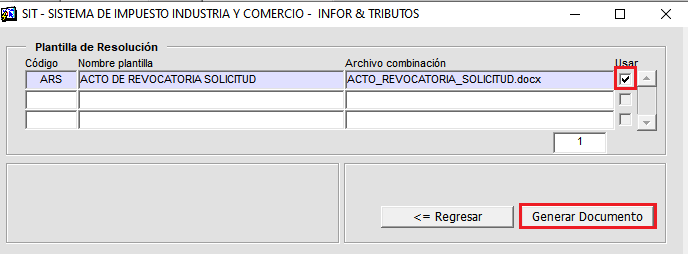 SIT - SISTEMA DE IMPUESTO INDUSTRIA Y COMERCIO - INFOR & TRIBUTOS
Plantilla de Resolución
Código Nombre plantilla Archivo combinación Usar
ARS ACTO DE REVOCATORIA SOLICITUD ACTO_REVOCATORIA_SOLICITUD.docx
1
<= Regresar Generar Documento